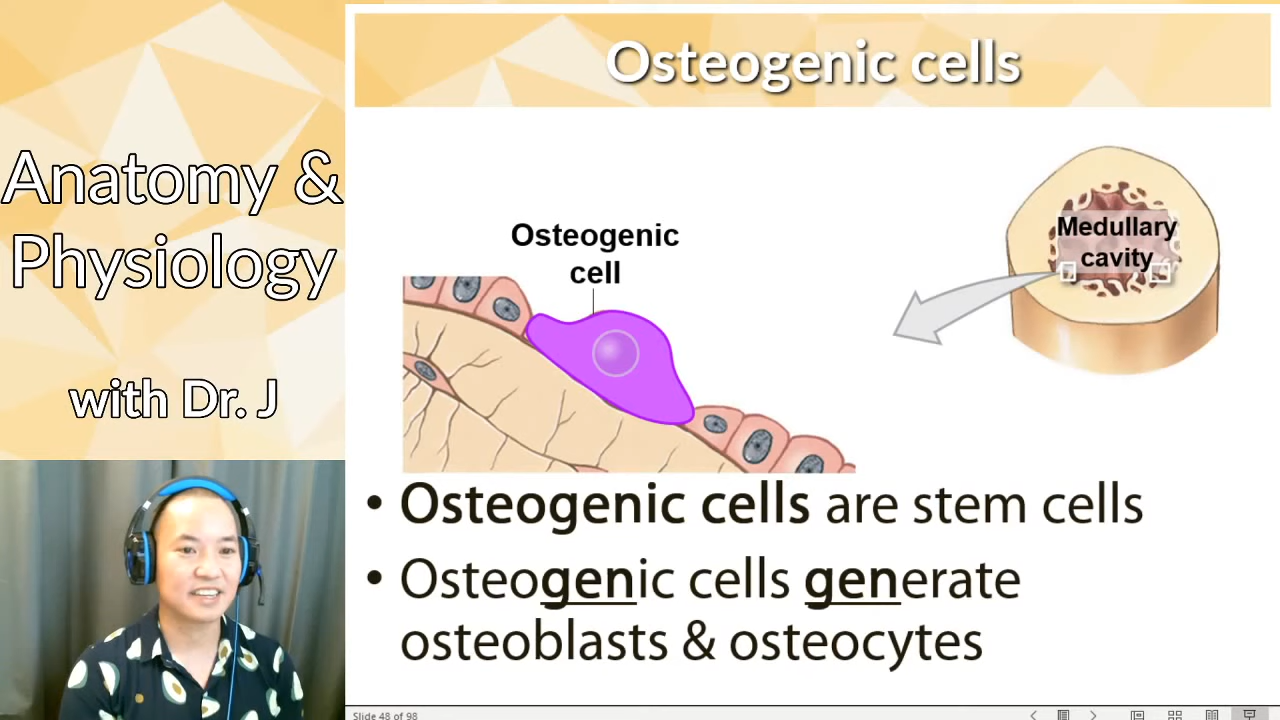 Anatomy &
Physiology
with Dr. J
Osteogenic cells
Osteogenic
cell
Medullary
cavity
• Osteogenic cells are stem cells
• Osteogenic cells generate
osteoblasts & osteocytes
Slide 48 of 98